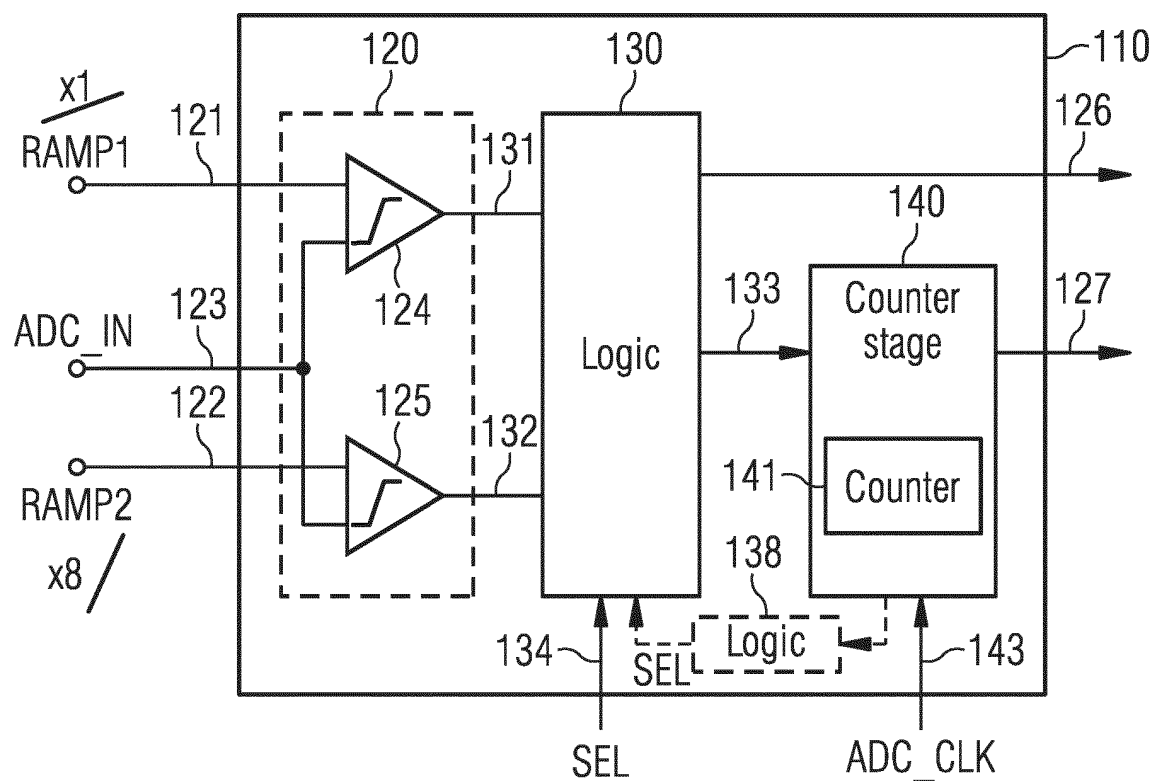 120
130
110
x1
RAMP1
121
131
126
124
140
Counter
stage
133
127
ADC_IN
123
Logic
122
125
132
RAMP2
x8
141
Counter
138
Logic
134
SEL
143
SEL
ADC_CLK